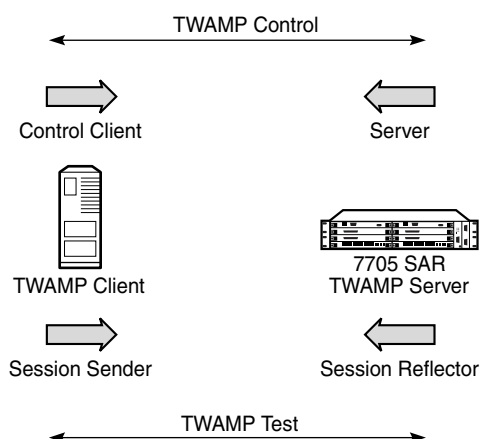 TWAMP Control
Control Client
Server
7705 SAR
TWAMP Client
TWAMP Server
Session Sender
Session Reflector
TWAMP Test